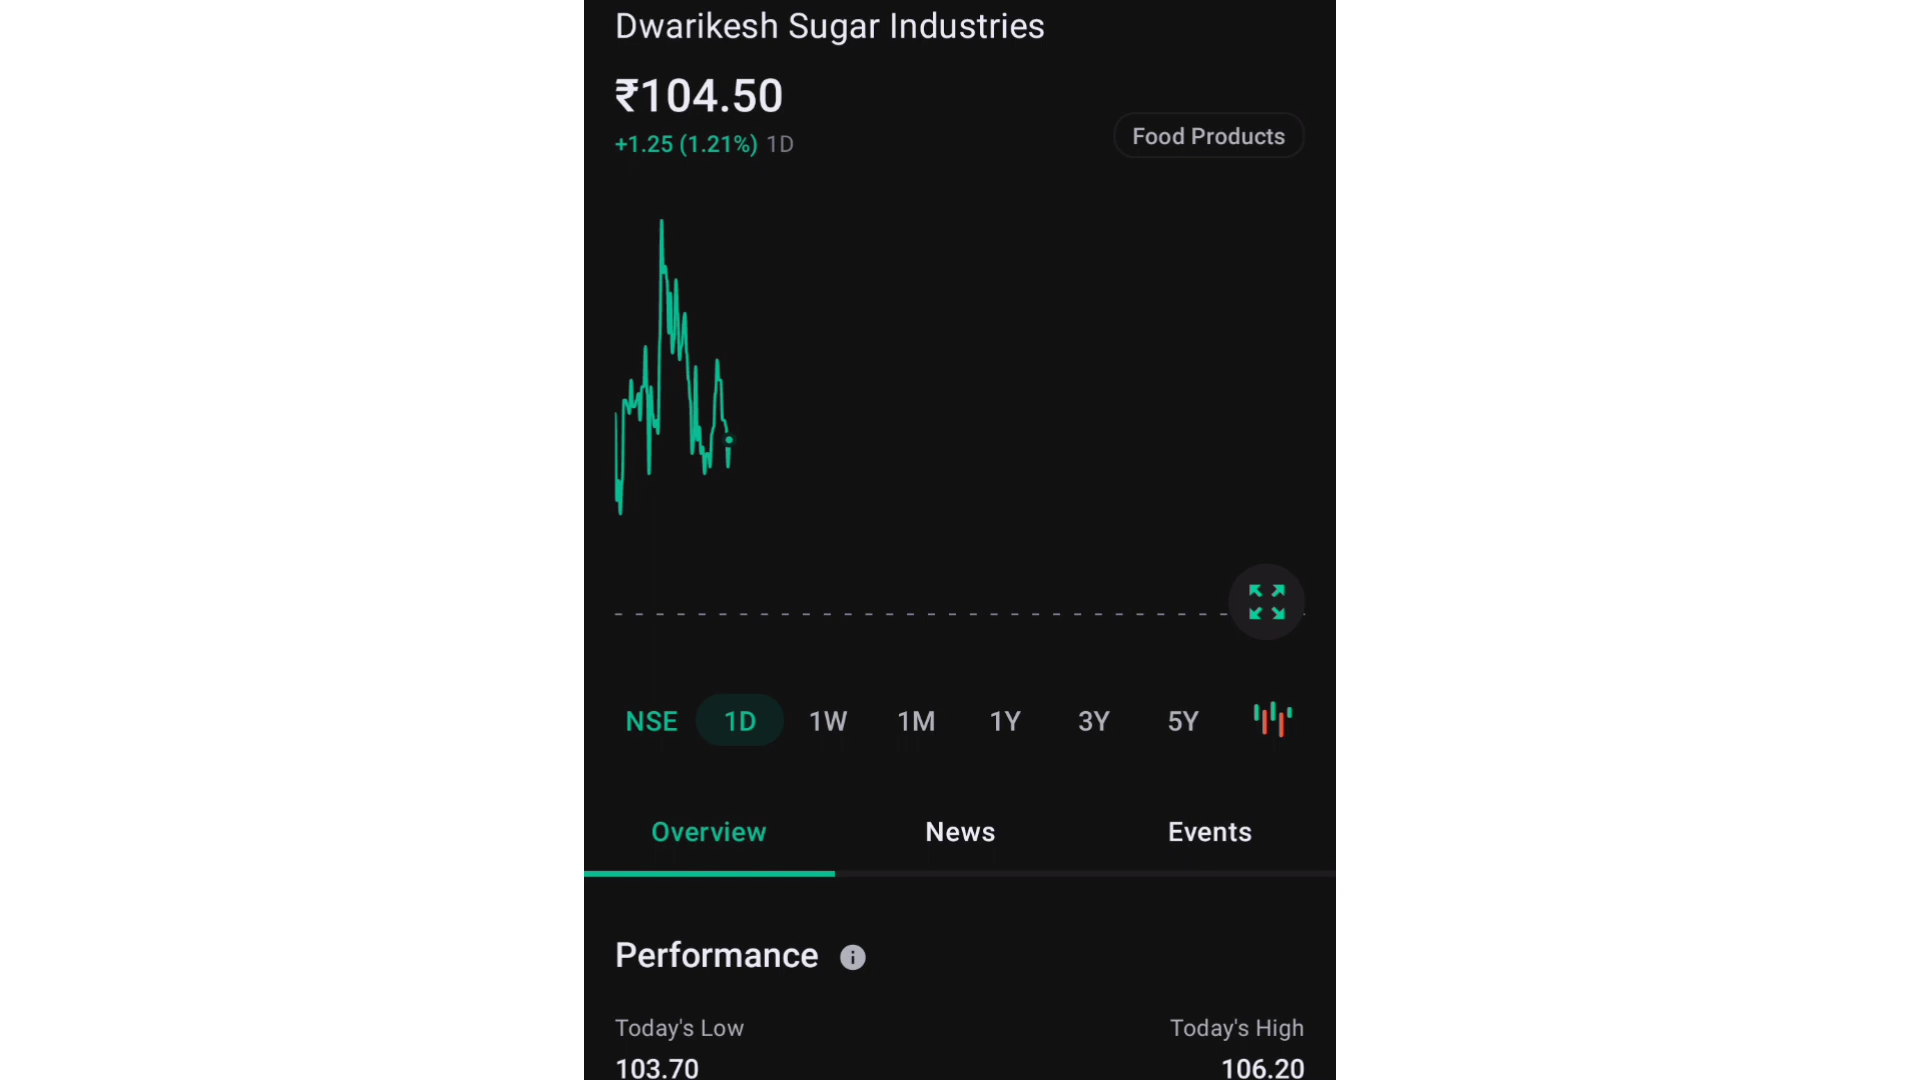 Dwarikesh Sugar Industries
₹104.50
+1.25 (1.21%) 1D
Food Products
NSE 1D 1W 1M 1Y 3Y 5Y
Overview News Events
Performance
Today's Low Today's High
103.70 106.20